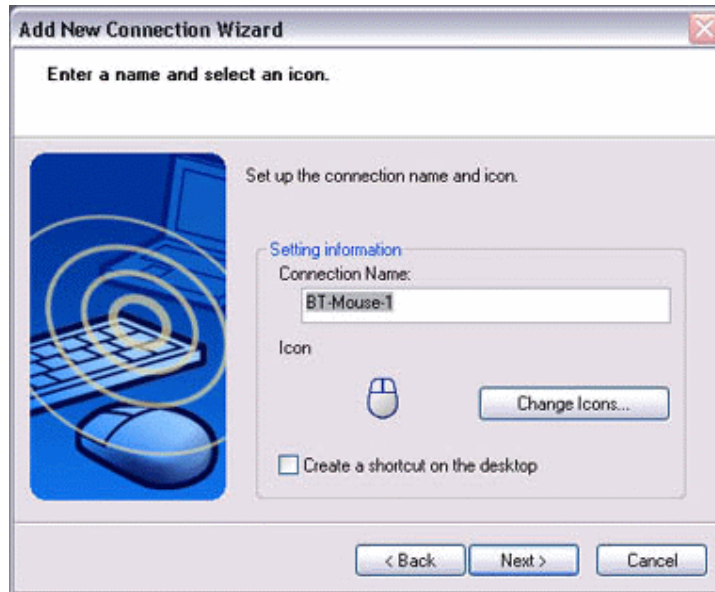 Add New Connection Wizard
Enter a name and select an icon.
Set up the connection name and icon.
Setting information
Connection Name:
BT-Mouse-1
Icon
Change Icons...
Create a shortcut on the desktop
< Back
Next >
Cancel